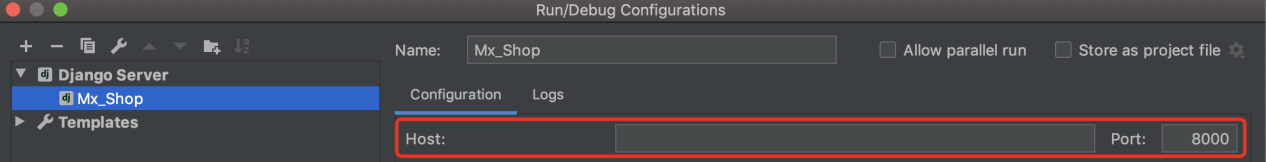 Run/Debug Configurations
Name: Mx_Shop Allow parallel run Store as project file
Django Server
Mx_Shop
Templates
Configuration Logs
Host: Port: 8000